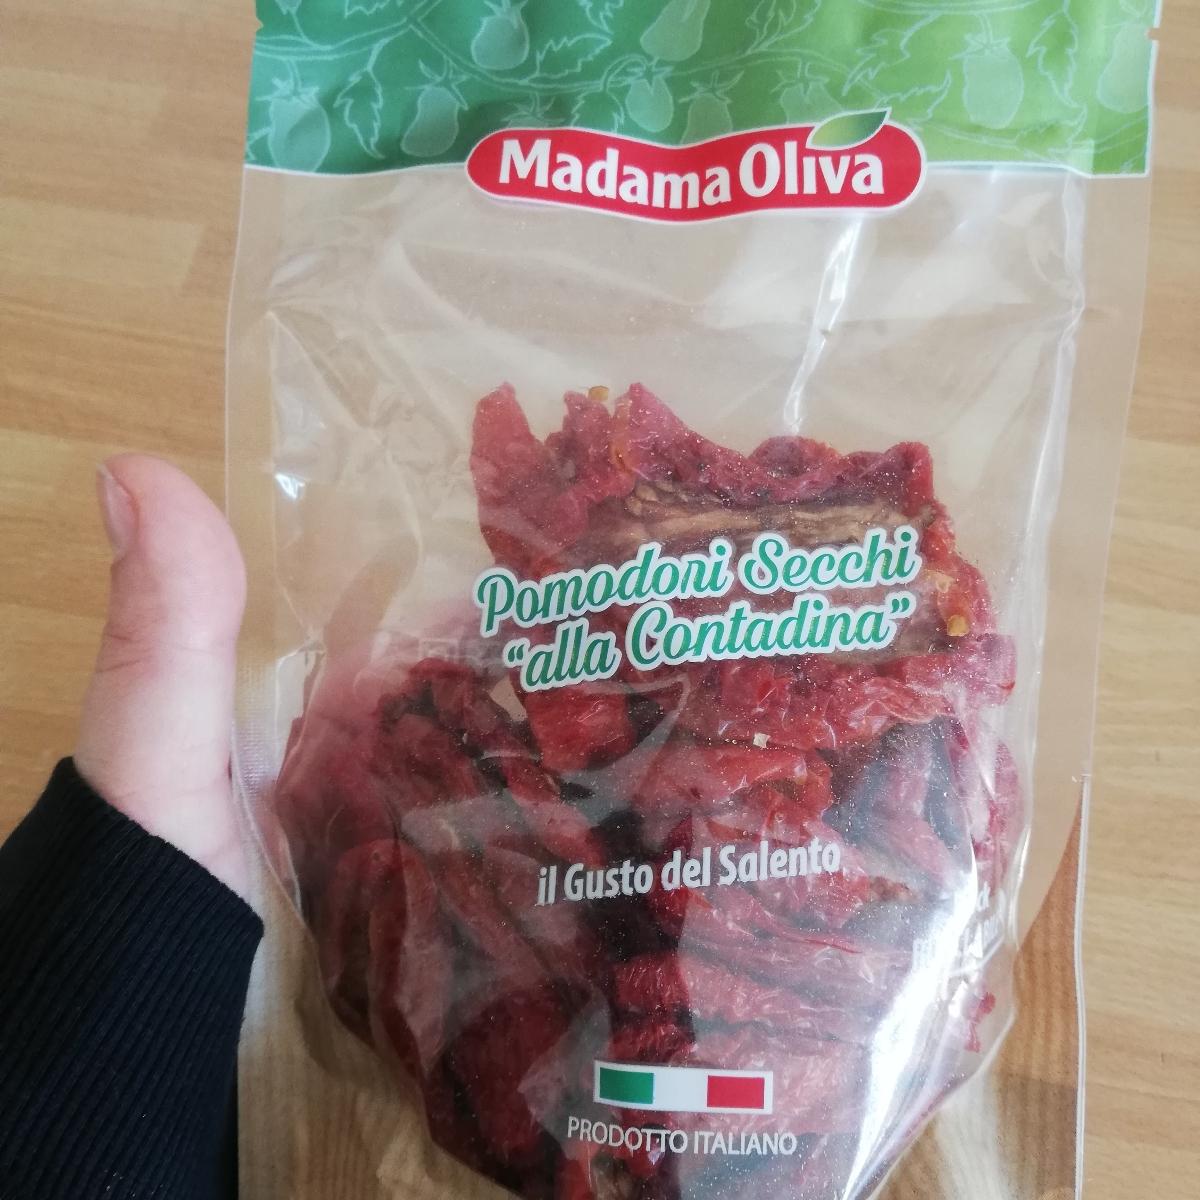 Madama Oliva
Pomodori Secchi
"alla Contadina"
il Gusto del Salento
PRODOTTO ITALIANO